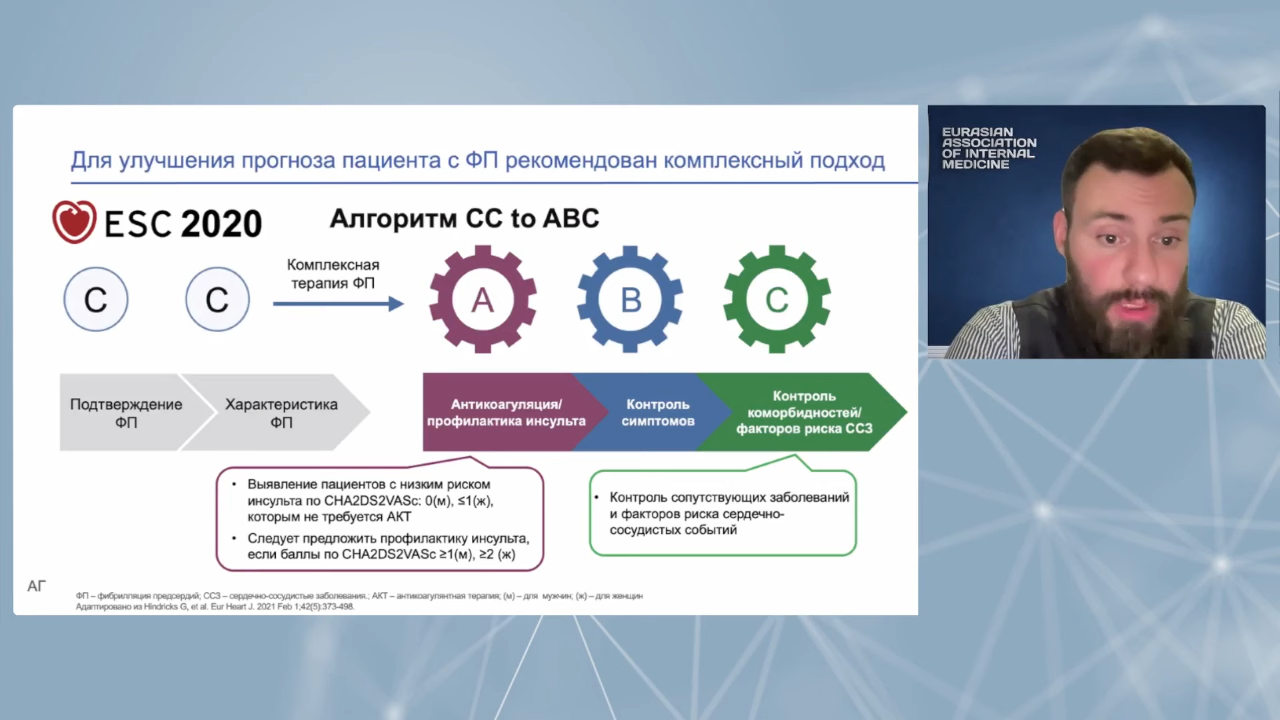 Для улучшения прогноза пациента с ФП рекомендован комплексный подход
ESC 2020
Алгоритм CC to ABC
C
C
Комплексная
терапия ФП
A
B
C
Подтверждение
ФП
Характеристика
ФП
Антикоагуляция/
профилактика инсульта
Контроль
симптомов
Контроль
коморбидностей/
факторов риска ССЗ
• Выявление пациентов с низким риском
инсульта по CHA2DS2VASc: 0(м), ≤1(ж),
которым не требуется АКТ
• Следует предложить профилактику инсульта,
если баллы по CHA2DS2VASc ≥1(м), ≥2 (ж)
• Контроль сопутствующих заболеваний
и факторов риска сердечно-
сосудистых событий
АГ
ФП – фибрилляция предсердий; ССЗ – сердечно-сосудистые заболевания.; АКТ – антикоагулянтная терапия; (м) – для мужчин; (ж) – для женщин
Адаптировано из Hindricks G, et al. Eur Heart J. 2021 Feb 1;42(5):373-498.
EURASIAN
ASSOCIATION
OF INTERNAL
MEDICINE